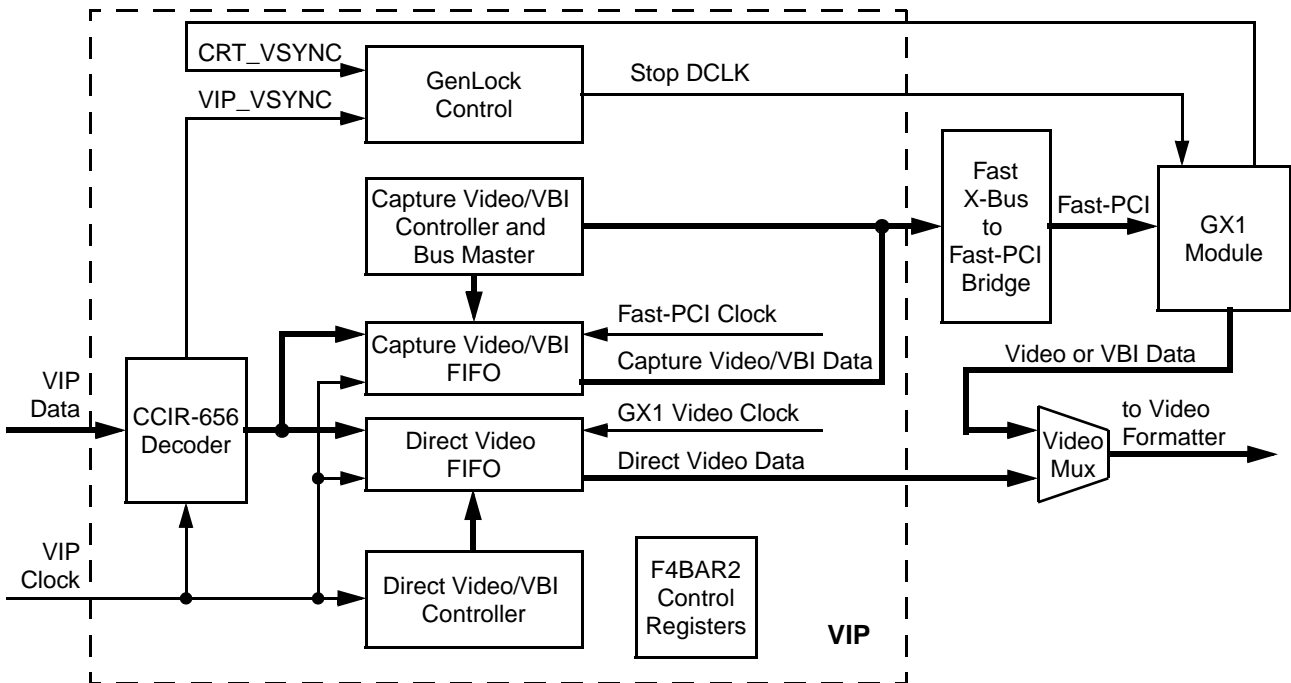 CRT_VSYNC
VIP_VSYNC
GenLock
Control
Stop DCLK
Capture Video/VBI
Controller and
Bus Master
Fast
X-Bus
to
Fast-PCI
Bridge
Fast-PCI
GX1
Module
Fast-PCI Clock
Capture Video/VBI
FIFO
Capture Video/VBI Data
Video or VBI Data
VIP
Data
CCIR-656
Decoder
GX1 Video Clock
Direct Video
FIFO
Direct Video Data
Video
Mux
to Video
Formatter
VIP
Clock
Direct Video/VBI
Controller
F4BAR2
Control
Registers
VIP